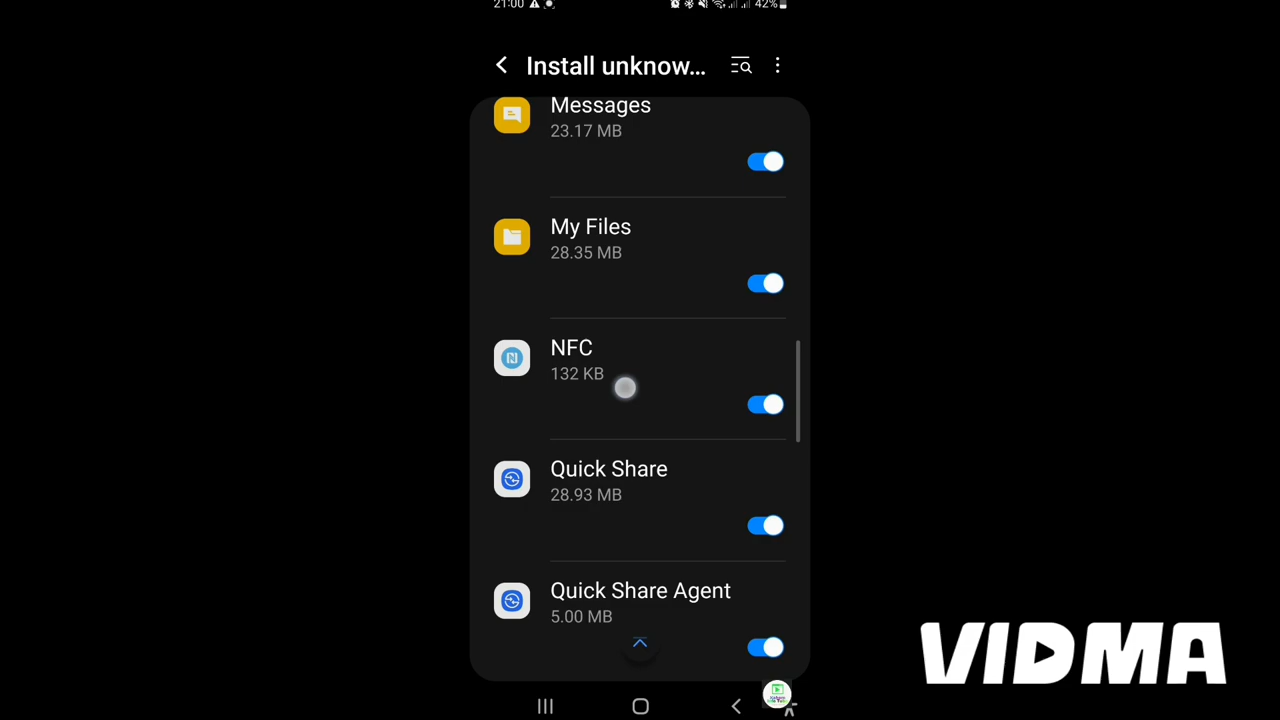 21:00
42%
Install unknow...
Messages
23.17 MB
My Files
28.35 MB
NFC
132 KB
Quick Share
28.93 MB
Quick Share Agent
5.00 MB
VIDMA